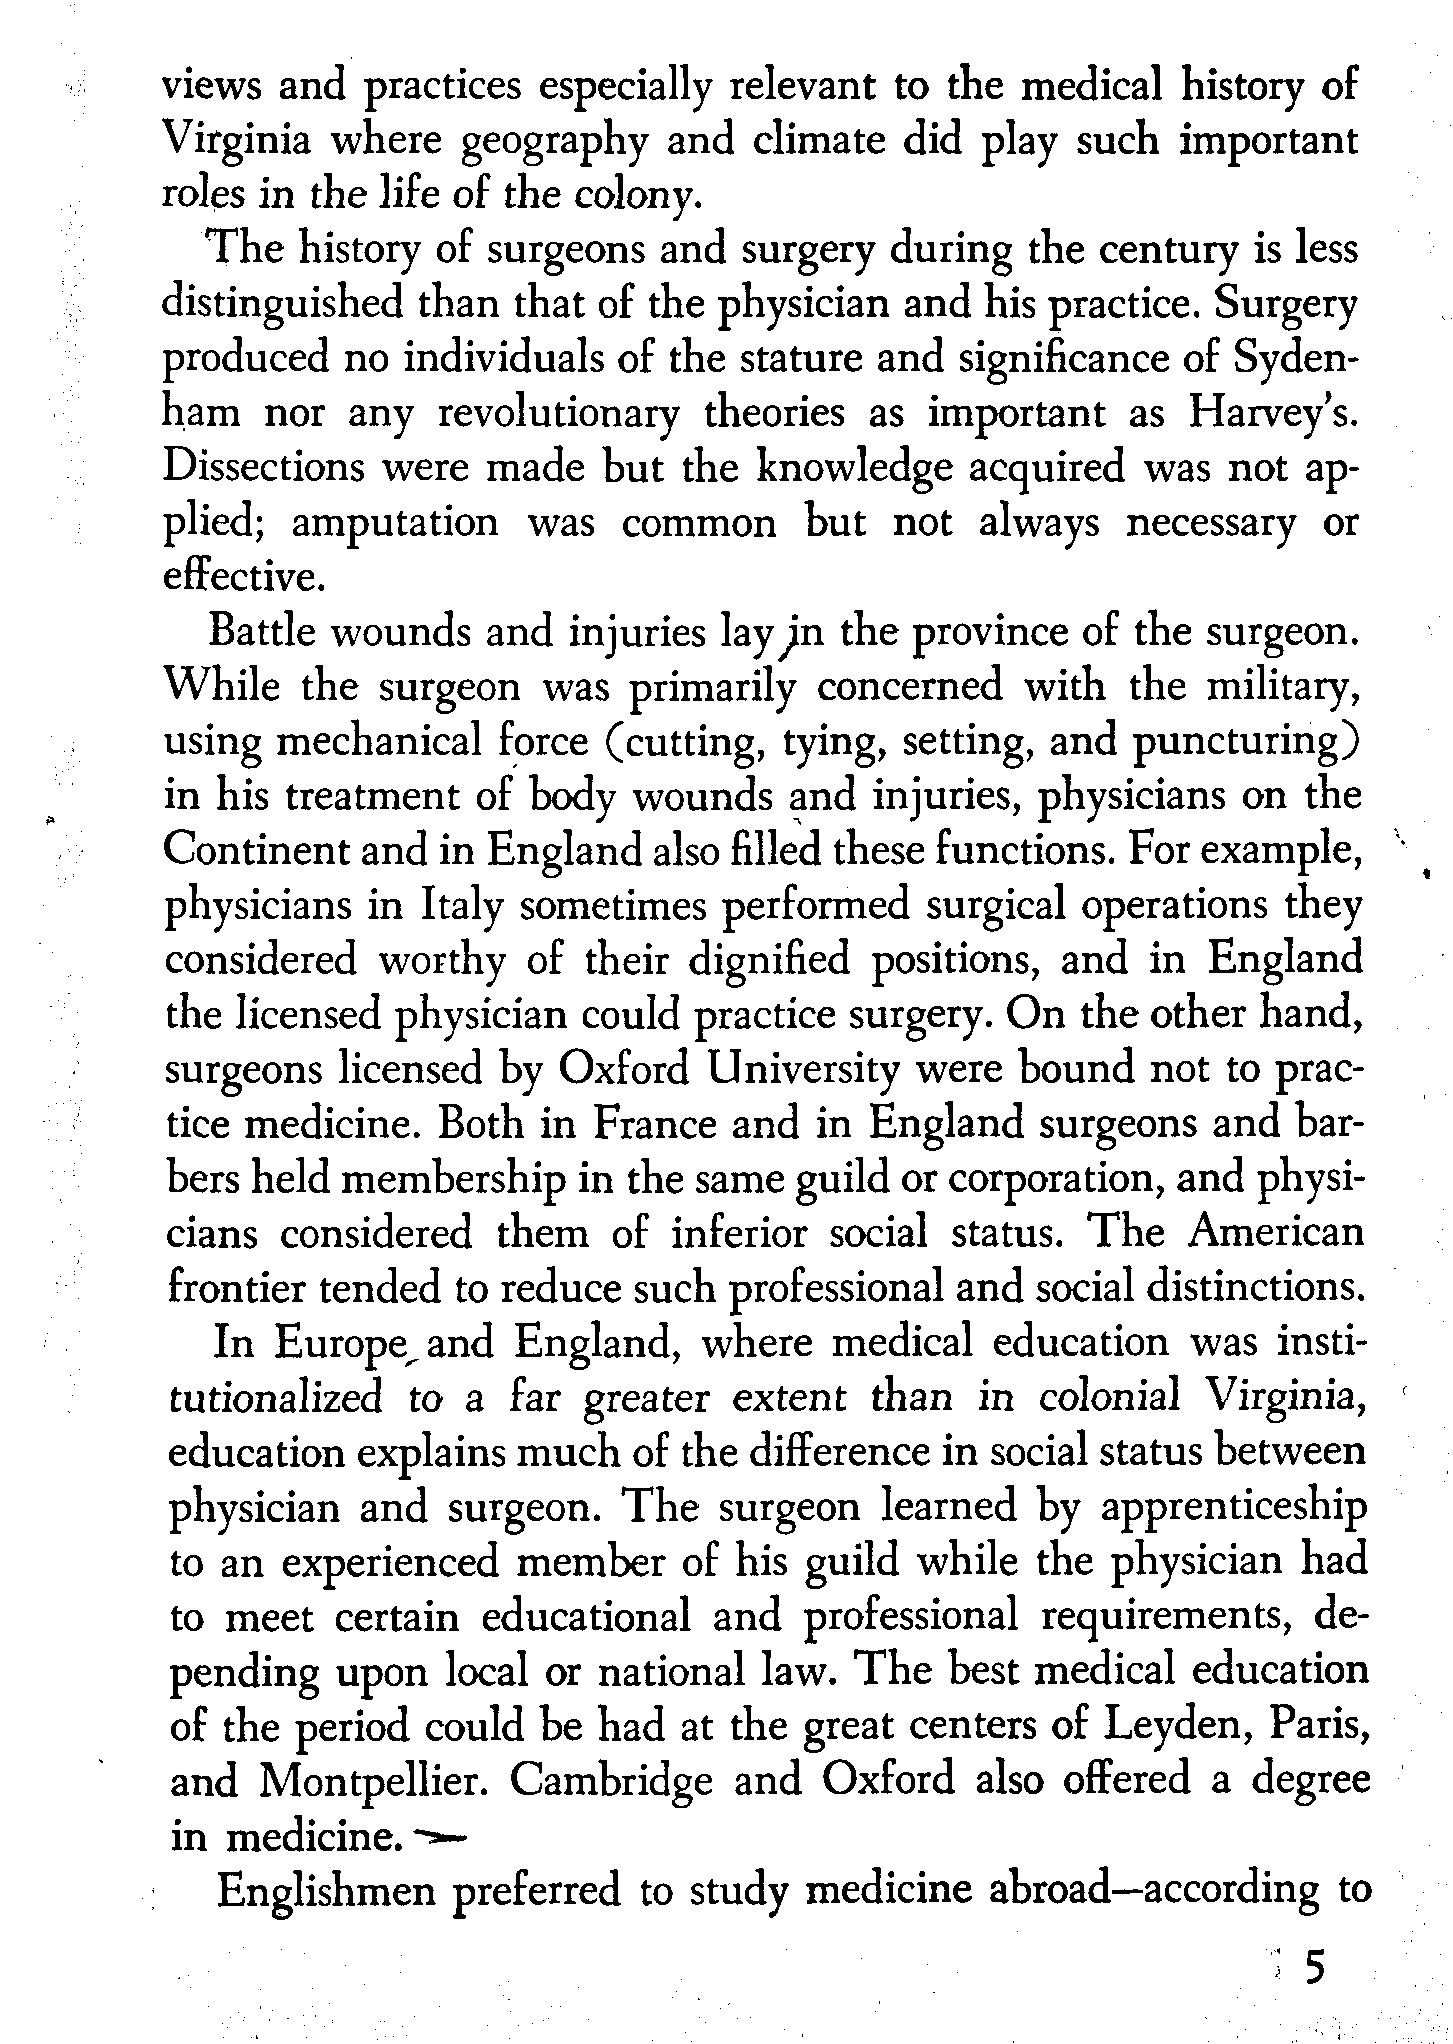 views and practices especially relevant to the medical history of
Virginia where geography and climate did play such important
roles in the life of the colony.
The history of surgeons and surgery during the century is less
distinguished than that of the physician and his practice. Surgery
produced no individuals of the stature and significance of Syden-
ham nor any revolutionary theories as important as Harvey's.
Dissections were made but the knowledge acquired was not ap-
plied; amputation was common but not always necessary or
effective.
Battle wounds and injuries lay in the province of the surgeon.
While the surgeon was primarily concerned with the military,
using mechanical force (cutting, tying, setting, and puncturing)
in his treatment of body wounds and injuries, physicians on the
Continent and in England also filled these functions. For example,
physicians in Italy sometimes performed surgical operations they
considered worthy of their dignified positions, and in England
the licensed physician could practice surgery. On the other hand,
surgeons licensed by Oxford University were bound not to prac-
tice medicine. Both in France and in England surgeons and bar-
bers held membership in the same guild or corporation, and physi-
cians considered them of inferior social status. The American
frontier tended to reduce such professional and social distinctions.
In Europe and England, where medical education was insti-
tutionalized to a far greater extent than in colonial Virginia,
education explains much of the difference in social status between
physician and surgeon. The surgeon learned by apprenticeship
to an experienced member of his guild while the physician had
to meet certain educational and professional requirements, de-
pending upon local or national law. The best medical education
of the period could be had at the great centers of Leyden, Paris,
and Montpellier. Cambridge and Oxford also offered a degree
in medicine.
Englishmen preferred to study medicine abroad—according to
5